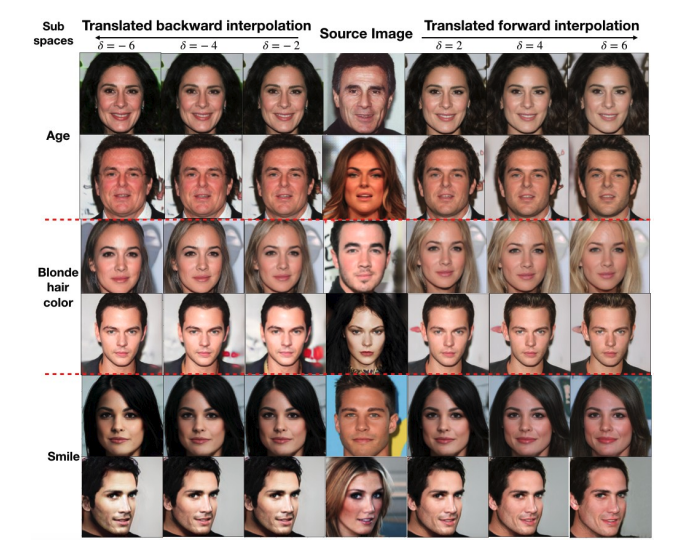 Sub
spaces
Translated backward interpolation
Source Image
Translated forward interpolation
δ = − 6
δ = − 4
δ = − 2
δ = 2
δ = 4
δ = 6
Age
Blonde
hair
color
Smile